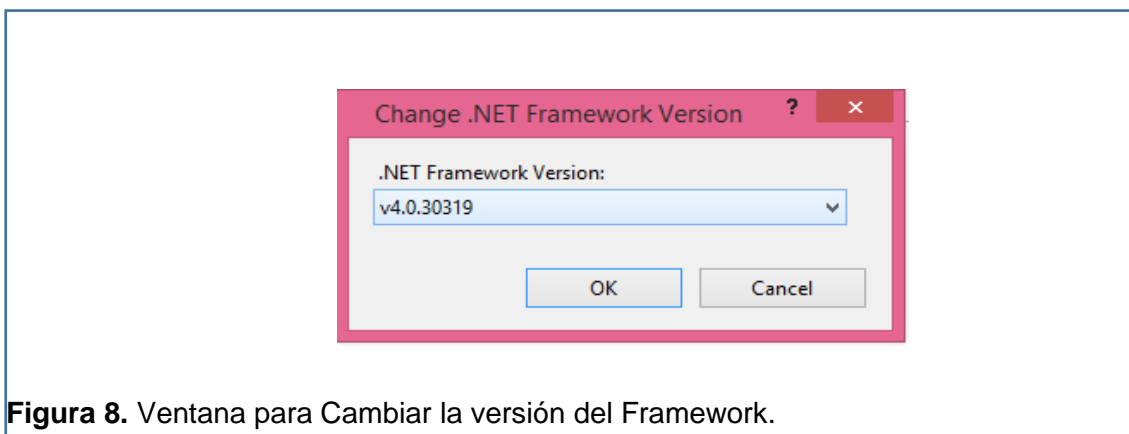 Change .NET Framework Version ? ×
.NET Framework Version:
v4.0.30319
OK Cancel
Figura 8. Ventana para Cambiar la versión del Framework.